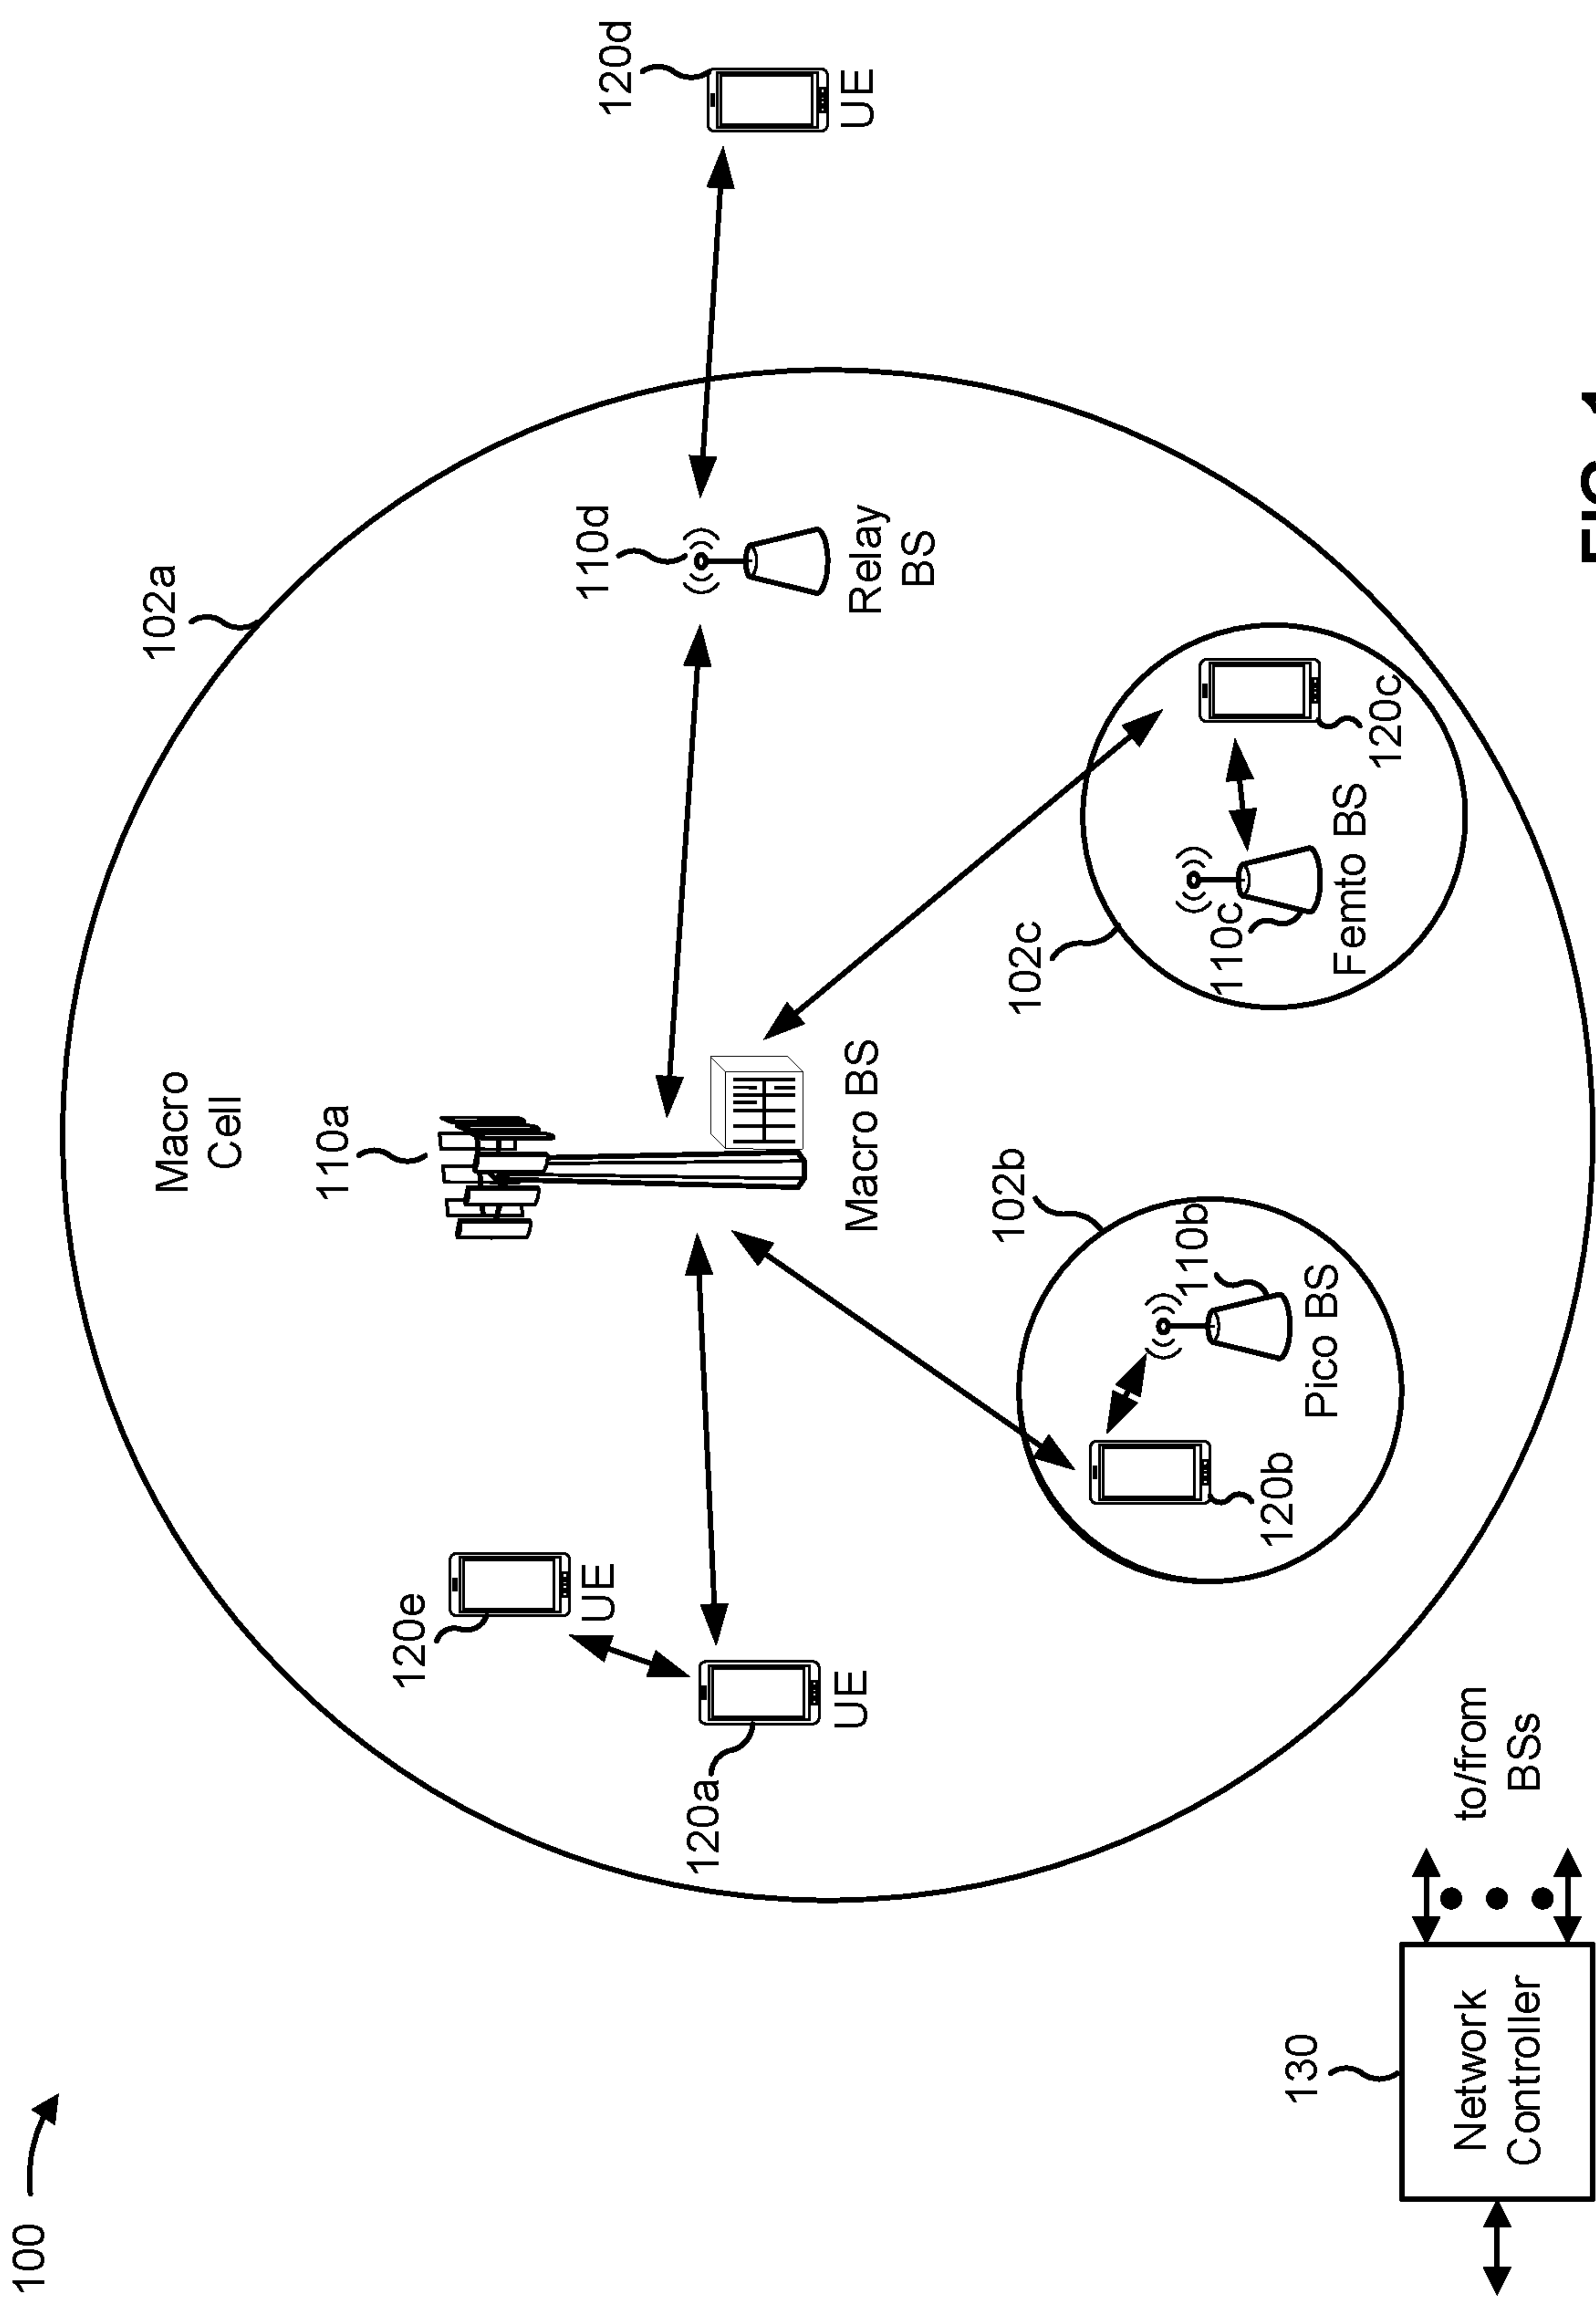 100
102a
Macro
Cell
110a
120e
UE
120a
UE
Macro BS
110d
Relay
BS
120d
UE
102b
110b
Pico BS
120b
102c
110c
Femto BS
120c
130
Network
Controller
to/from
BSs